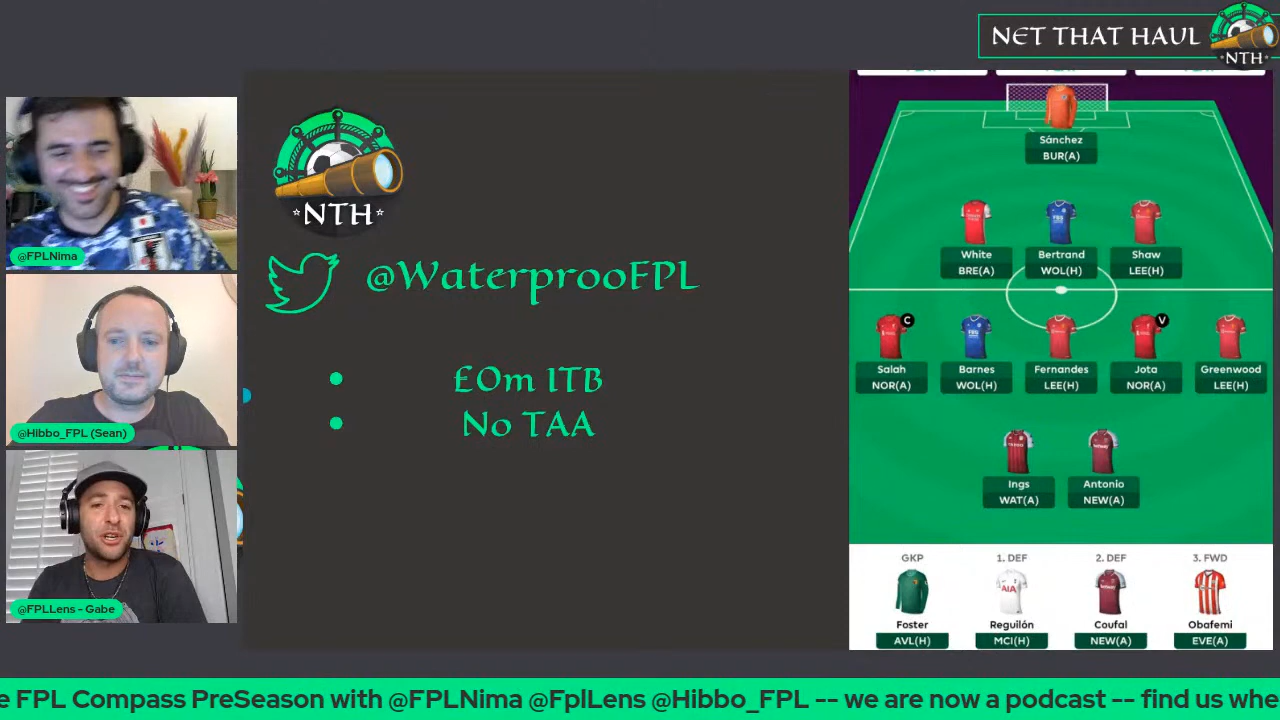 NET THAT HAUL
NTH
NTH
@WaterprooFPL
£0m ITB
No TAA
@FPLNima
@Hibbo_FPL (Sean)
@FPLLens - Gabe
Sánchez
BUR(A)
White
BRE(A)
Bertrand
WOL(H)
Shaw
LEE(H)
C
V
Salah
NOR(A)
Barnes
WOL(H)
Fernandes
LEE(H)
Jota
NOR(A)
Greenwood
LEE(H)
Ings
WAT(A)
Antonio
NEW(A)
GKP
1. DEF
2. DEF
3. FWD
AIA
Foster
AVL(H)
Reguilón
MCI(H)
Coufal
NEW(A)
Obafemi
EVE(A)
e FPL Compass PreSeason with @FPLNima @FplLens @Hibbo_FPL -- we are now a podcast -- find us whe